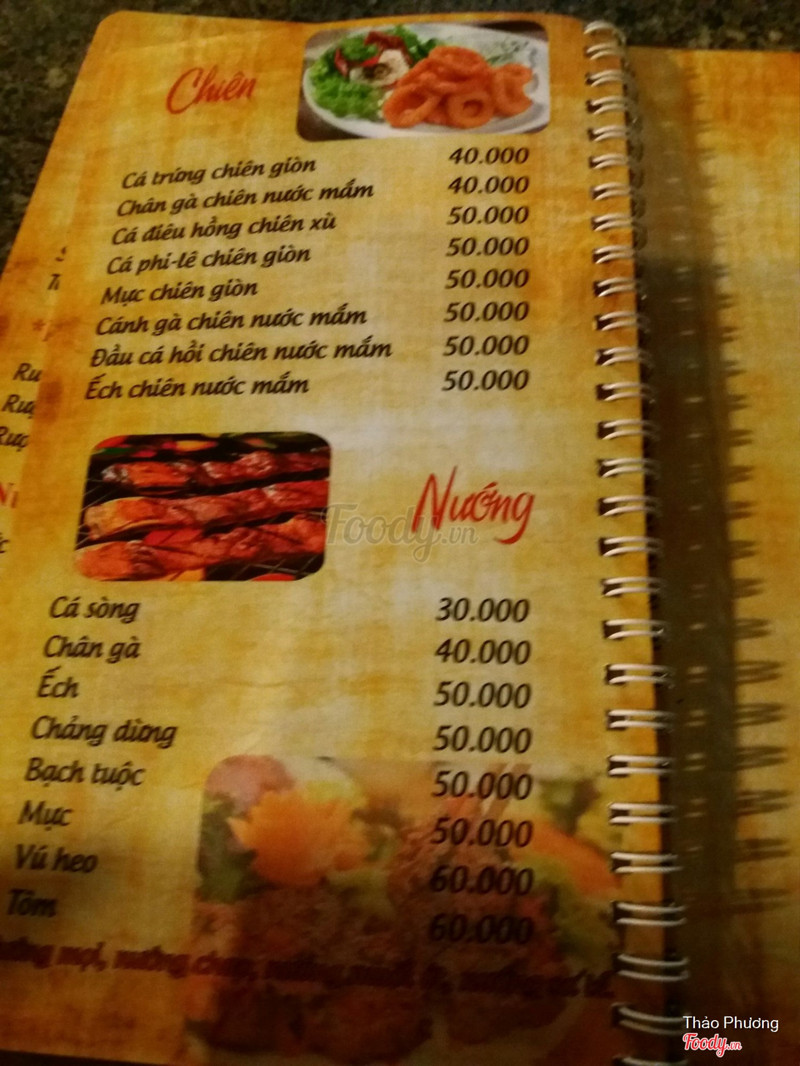 Chiên
Cá trứng chiên giòn 40.000
Chân gà chiên nước mắm 40.000
Cá điêu hồng chiên xù 50.000
Cá phi-lê chiên giòn 50.000
Mực chiên giòn 50.000
Cánh gà chiên nước mắm 50.000
Đầu cá hồi chiên nước mắm 50.000
Ếch chiên nước mắm 50.000
Rượ
Rượ
Nướng
Foody.vn
Cá sòng 30.000
Chân gà 40.000
Ếch 50.000
Chảng dừng 50.000
Bạch tuộc 50.000
Mực 50.000
Vú heo 60.000
Tôm 60.000
mọi, nướng
Thảo Phương
Foody.vn